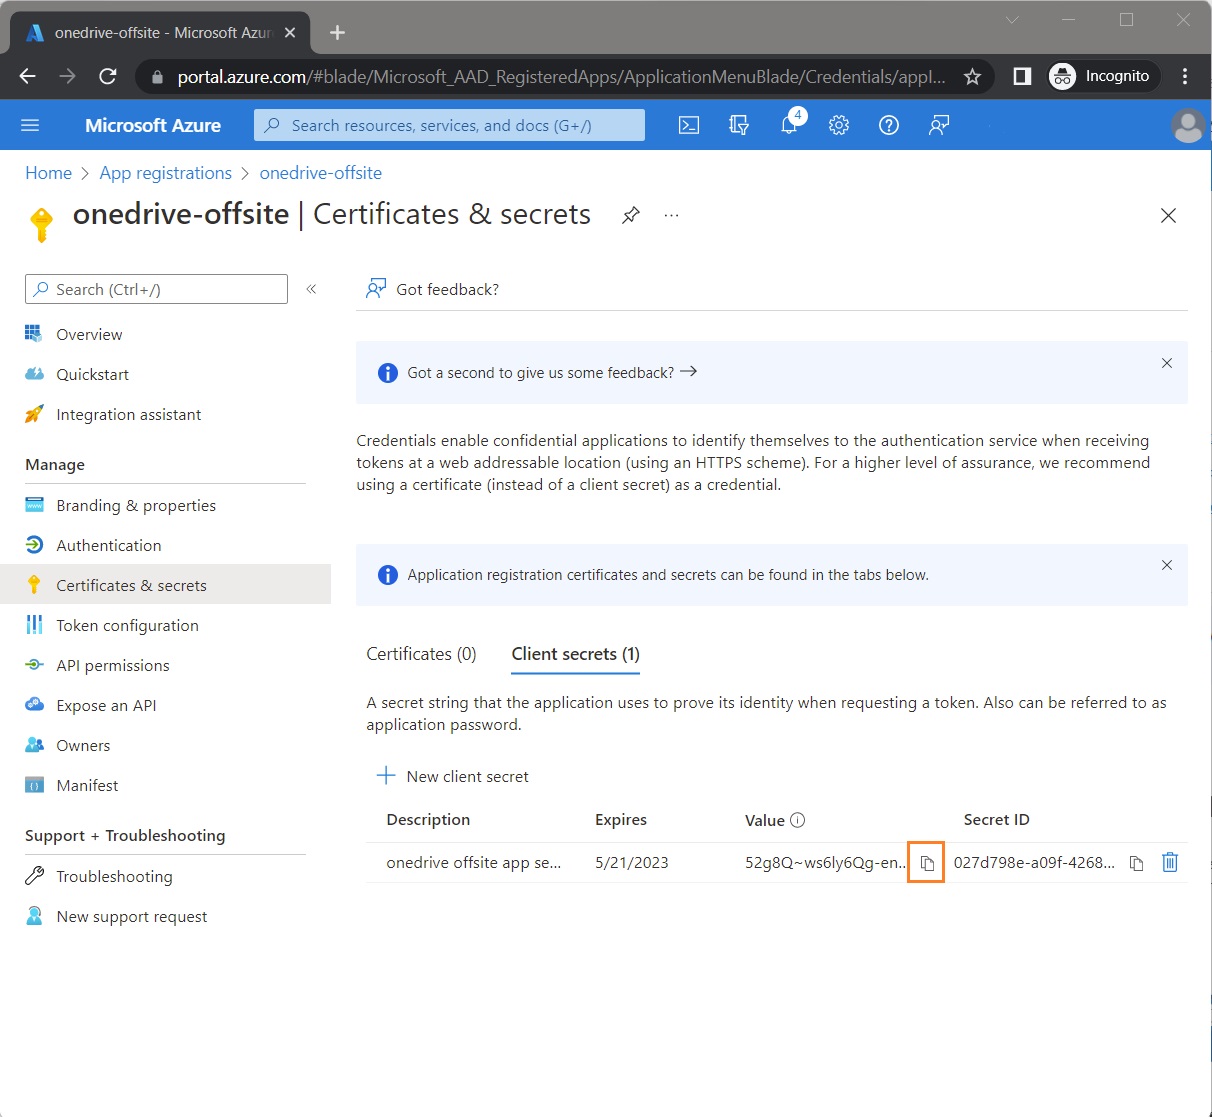 onedrive-offsite - Microsoft Azur
portal.azure.com/#blade/Microsoft_AAD_RegisteredApps/ApplicationMenuBlade/Credentials/appI...
Incognito
Microsoft Azure
Search resources, services, and docs (G+/)
4
Home > App registrations > onedrive-offsite
onedrive-offsite | Certificates & secrets
...
Search (Ctrl+/)
«
Overview
Quickstart
Integration assistant
Manage
Branding & properties
Authentication
Certificates & secrets
Token configuration
API permissions
Expose an API
Owners
Manifest
Support + Troubleshooting
Troubleshooting
New support request
Got feedback?
Got a second to give us some feedback? →
Credentials enable confidential applications to identify themselves to the authentication service when receiving
tokens at a web addressable location (using an HTTPS scheme). For a higher level of assurance, we recommend
using a certificate (instead of a client secret) as a credential.
Application registration certificates and secrets can be found in the tabs below.
Certificates (0) Client secrets (1)
A secret string that the application uses to prove its identity when requesting a token. Also can be referred to as
application password.
+ New client secret
Description Expires Value Secret ID
onedrive offsite app se... 5/21/2023 52g8Q~ws6ly6Qg-en.. 027d798e-a09f-4268...